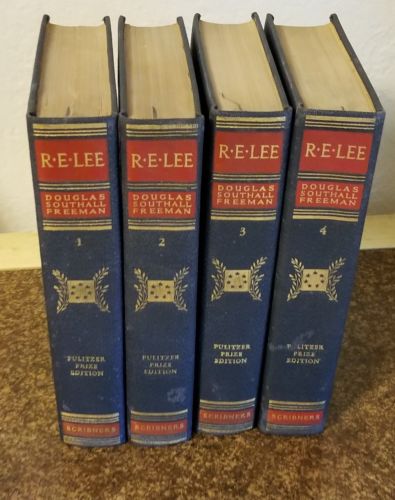 R·E·LEE
DOUGLAS
SOUTHALL
FREEMAN
1
PULITZER
PRIZE
EDITION
SCRIBNERS
R·E·LEE
DOUGLAS
SOUTHALL
FREEMAN
2
PULITZER
PRIZE
EDITION
SCRIBNERS
R·E·LEE
DOUGLAS
SOUTHALL
FREEMAN
3
PULITZER
PRIZE
EDITION
SCRIBNERS
R·E·LEE
DOUGLAS
SOUTHALL
FREEMAN
4
PULITZER
PRIZE
EDITION
SCRIBNERS